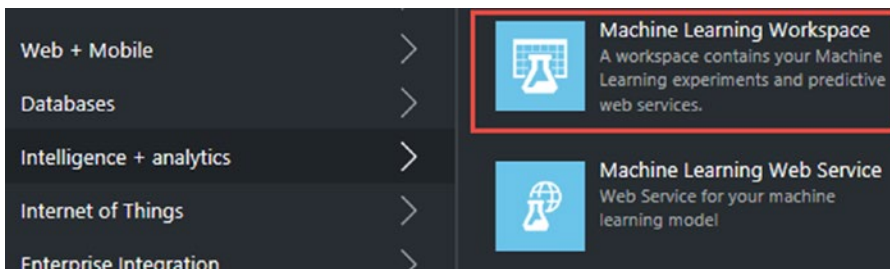 Web + Mobile
Databases
Intelligence + analytics
Internet of Things
Enterprise Integration
Machine Learning Workspace
A workspace contains your Machine
Learning experiments and predictive
web services.
Machine Learning Web Service
Web Service for your machine
learning model